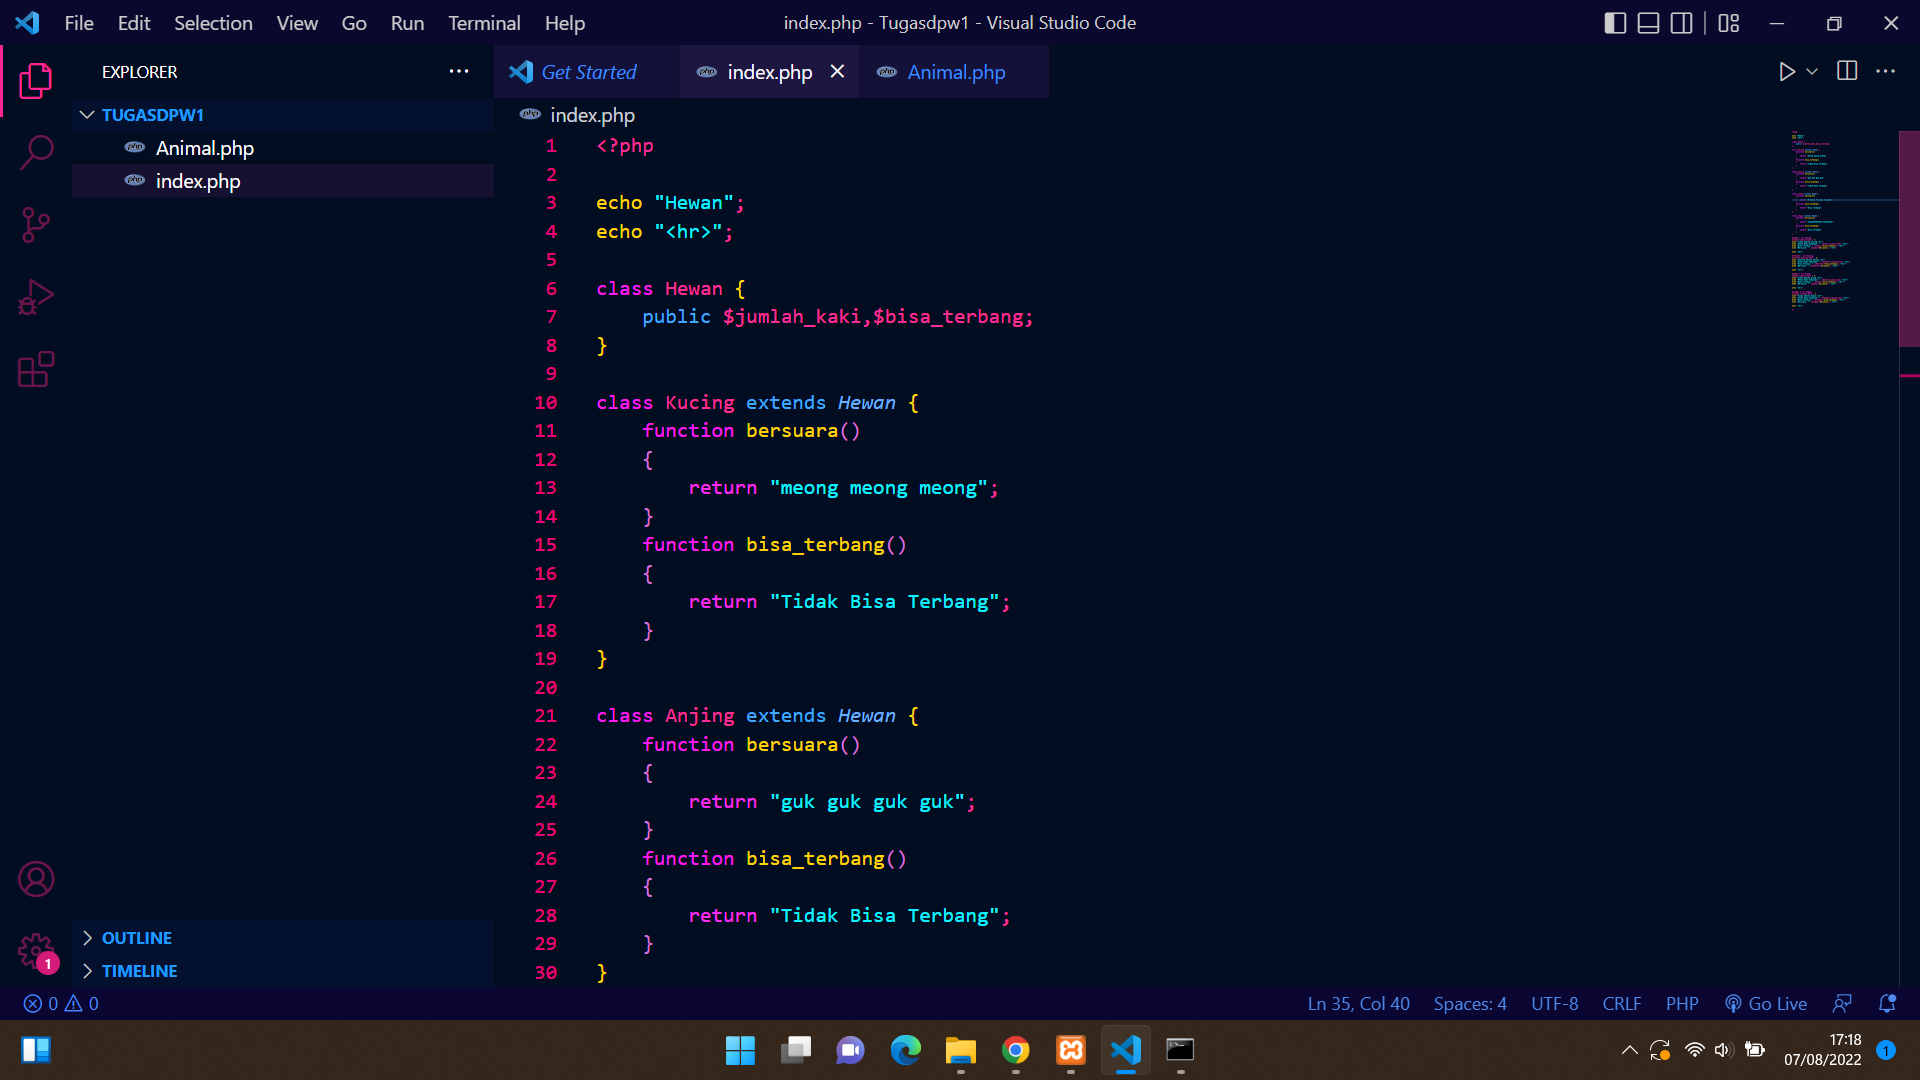 File Edit Selection View Go Run Terminal Help
index.php - Tugasdpw1 - Visual Studio Code
EXPLORER
TUGASDPW1
Animal.php
index.php
OUTLINE
TIMELINE
Get Started
index.php
Animal.php
index.php
1 <?php
2
3 echo "Hewan";
4 echo "<hr>";
5
6 class Hewan {
7     public $jumlah_kaki,$bisa_terbang;
8 }
9
10 class Kucing extends Hewan {
11     function bersuara()
12     {
13         return "meong meong meong";
14     }
15     function bisa_terbang()
16     {
17         return "Tidak Bisa Terbang";
18     }
19 }
20
21 class Anjing extends Hewan {
22     function bersuara()
23     {
24         return "guk guk guk guk";
25     }
26     function bisa_terbang()
27     {
28         return "Tidak Bisa Terbang";
29     }
30 }
1
0 0
Ln 35, Col 40 Spaces: 4 UTF-8 CRLF PHP Go Live
17:18
07/08/2022
1